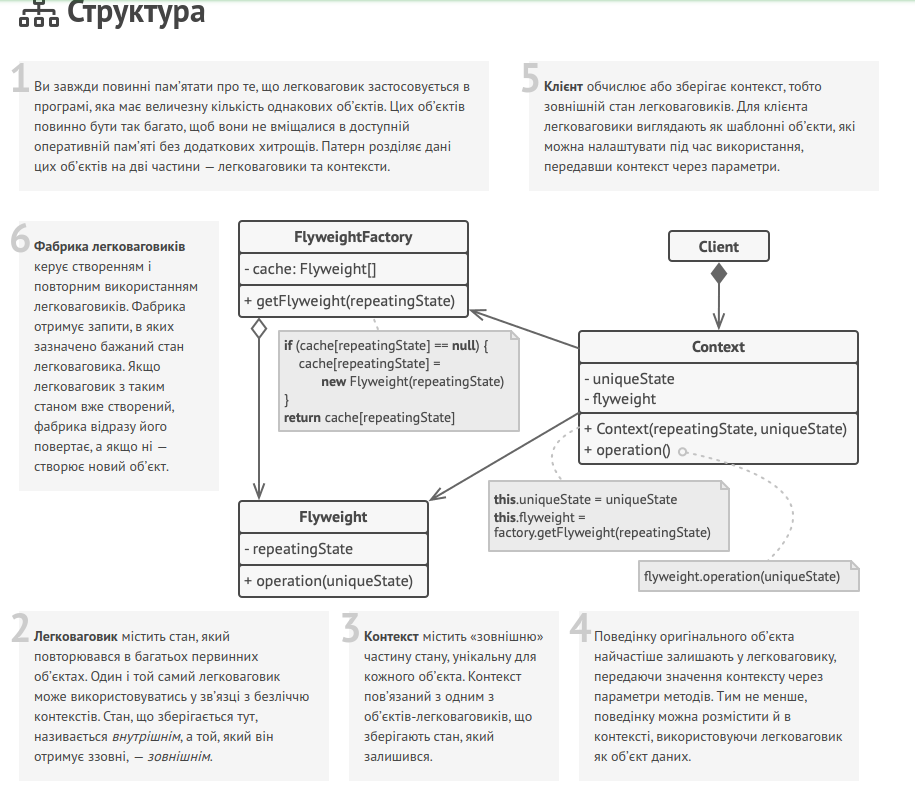 Структура
1
Ви завжди повинні пам'ятати про те, що легковаговик застосовується в
програмі, яка має величезну кількість однакових об'єктів. Цих об'єктів
повинно бути так багато, щоб вони не вміщалися в доступній
оперативній пам'яті без додаткових хитрощів. Патерн розділяє дані
цих об'єктів на дві частини — легковаговики та контексти.
5
Клієнт обчислює або зберігає контекст, тобто
зовнішній стан легковаговиків. Для клієнта
легковаговики виглядають як шаблонні об'єкти, які
можна налаштувати під час використання,
передавши контекст через параметри.
6
Фабрика легковаговиків
керує створенням і
повторним використанням
легковаговиків. Фабрика
отримує запити, в яких
зазначено бажаний стан
легковаговика. Якщо
легковаговик з таким
станом вже створений,
фабрика відразу його
повертає, а якщо ні —
створює новий об'єкт.
FlyweightFactory
- cache: Flyweight[]
+ getFlyweight(repeatingState)
if (cache[repeatingState] == null) {
cache[repeatingState] =
new Flyweight(repeatingState)
}
return cache[repeatingState]
Client
Context
- uniqueState
- flyweight
+ Context(repeatingState, uniqueState)
+ operation()
this.uniqueState = uniqueState
this.flyweight =
factory.getFlyweight(repeatingState)
flyweight.operation(uniqueState)
Flyweight
- repeatingState
+ operation(uniqueState)
2
Легковаговик містить стан, який
повторювався в багатьох первинних
об'єктах. Один і той самий легковаговик
може використовуватись у зв'язці з безліччю
контекстів. Стан, що зберігається тут,
називається внутрішнім, а той, який він
отримує ззовні, — зовнішнім.
3
Контекст містить «зовнішню»
частину стану, унікальну для
кожного об'єкта. Контекст
пов'язаний з одним з
об'єктів-легковаговиків, що
зберігають стан, який
залишився.
4
Поведінку оригінального об'єкта
найчастіше залишають у легковаговику,
передаючи значення контексту через
параметри методів. Тим не менше,
поведінку можна розмістити й в
контексті, використовуючи легковаговик
як об'єкт даних.